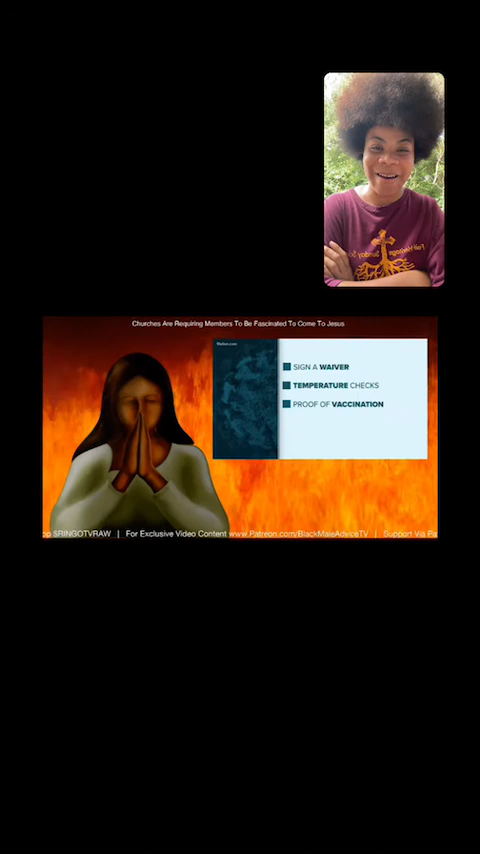 Churches Are Requiring Members To Be Fascinated To Come To Jesus
SIGN A WAIVER
TEMPERATURE CHECKS
PROOF OF VACCINATION
SRINGOTVRAW | For Exclusive Video Content www.Patreon.com/BlackMaleAdviceTV | Support Via